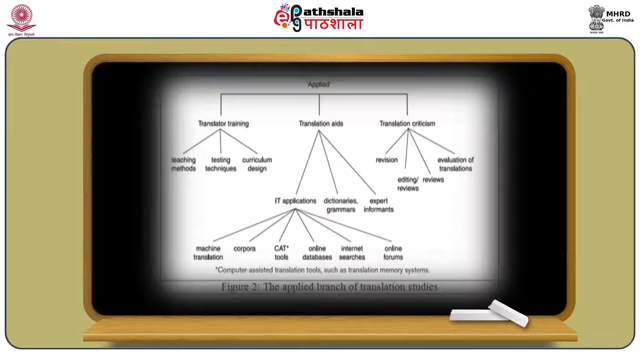 ePathshala
पाठशाला
MHRD
Govt. of India
'Applied'
Translator training Translation aids Translation criticism
teaching methods testing techniques curriculum design
revision editing/ reviews reviews evaluation of translations
IT applications dictionaries, grammars expert informants
machine translation corpora CAT* tools online databases internet searches online forums
*Computer-assisted translation tools, such as translation memory systems.
Figure 2: The applied branch of translation studies